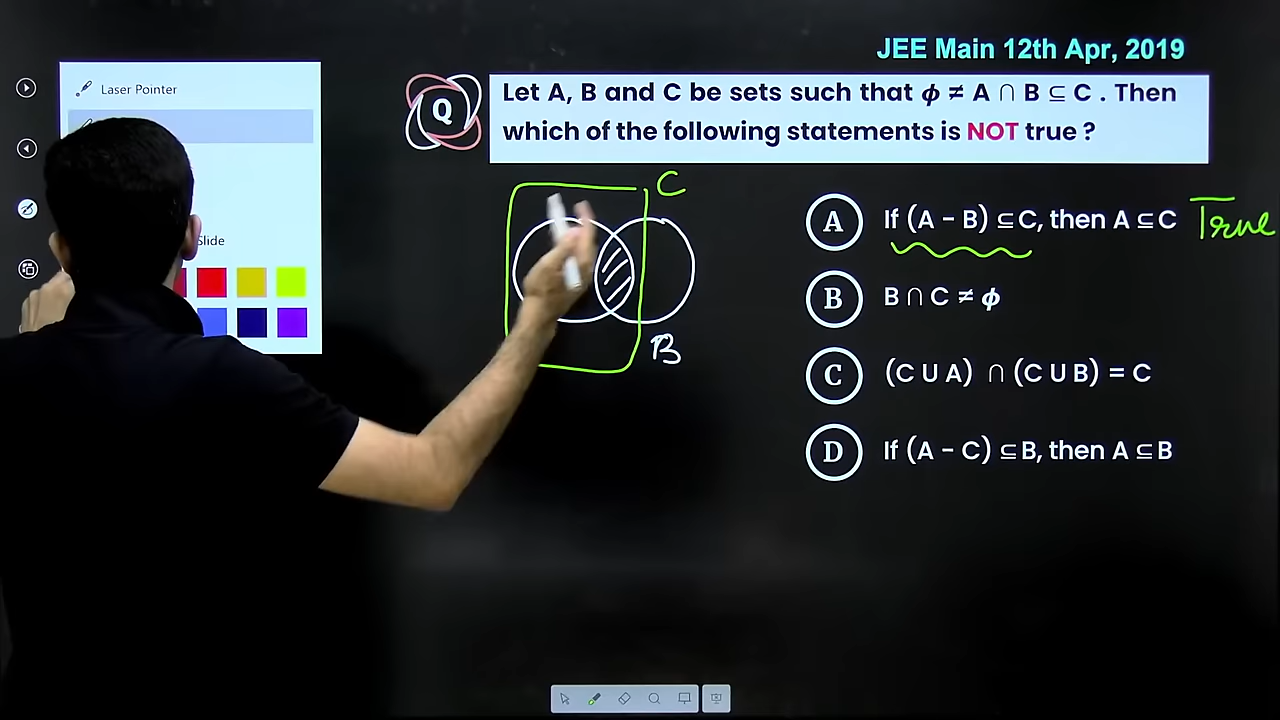 JEE Main 12th Apr, 2019
Laser Pointer
Q
Let A, B and C be sets such that ϕ ≠ A ∩ B ⊆ C . Then
which of the following statements is NOT true ?
C
A If (A - B) ⊆ C, then A ⊆ C True
Slide
B B ∩ C ≠ ϕ
B
C (C U A) ∩ (C U B) = C
D If (A - C) ⊆ B, then A ⊆ B